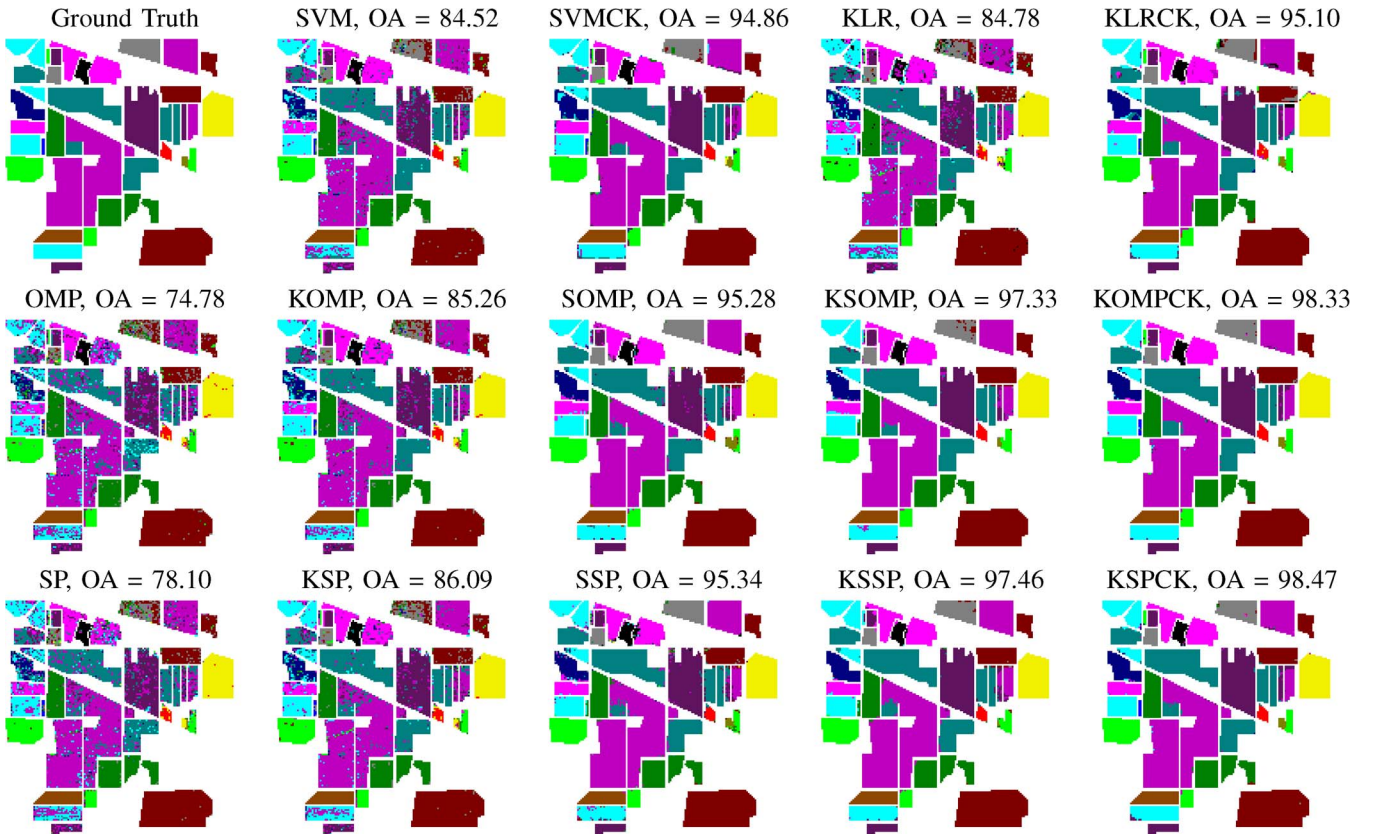 Ground Truth
SVM, OA = 84.52
SVMCK, OA = 94.86
KLR, OA = 84.78
KLRCK, OA = 95.10
OMP, OA = 74.78
KOMP, OA = 85.26
SOMP, OA = 95.28
KSOMP, OA = 97.33
KOMPCK, OA = 98.33
SP, OA = 78.10
KSP, OA = 86.09
SSP, OA = 95.34
KSSP, OA = 97.46
KSPCK, OA = 98.47